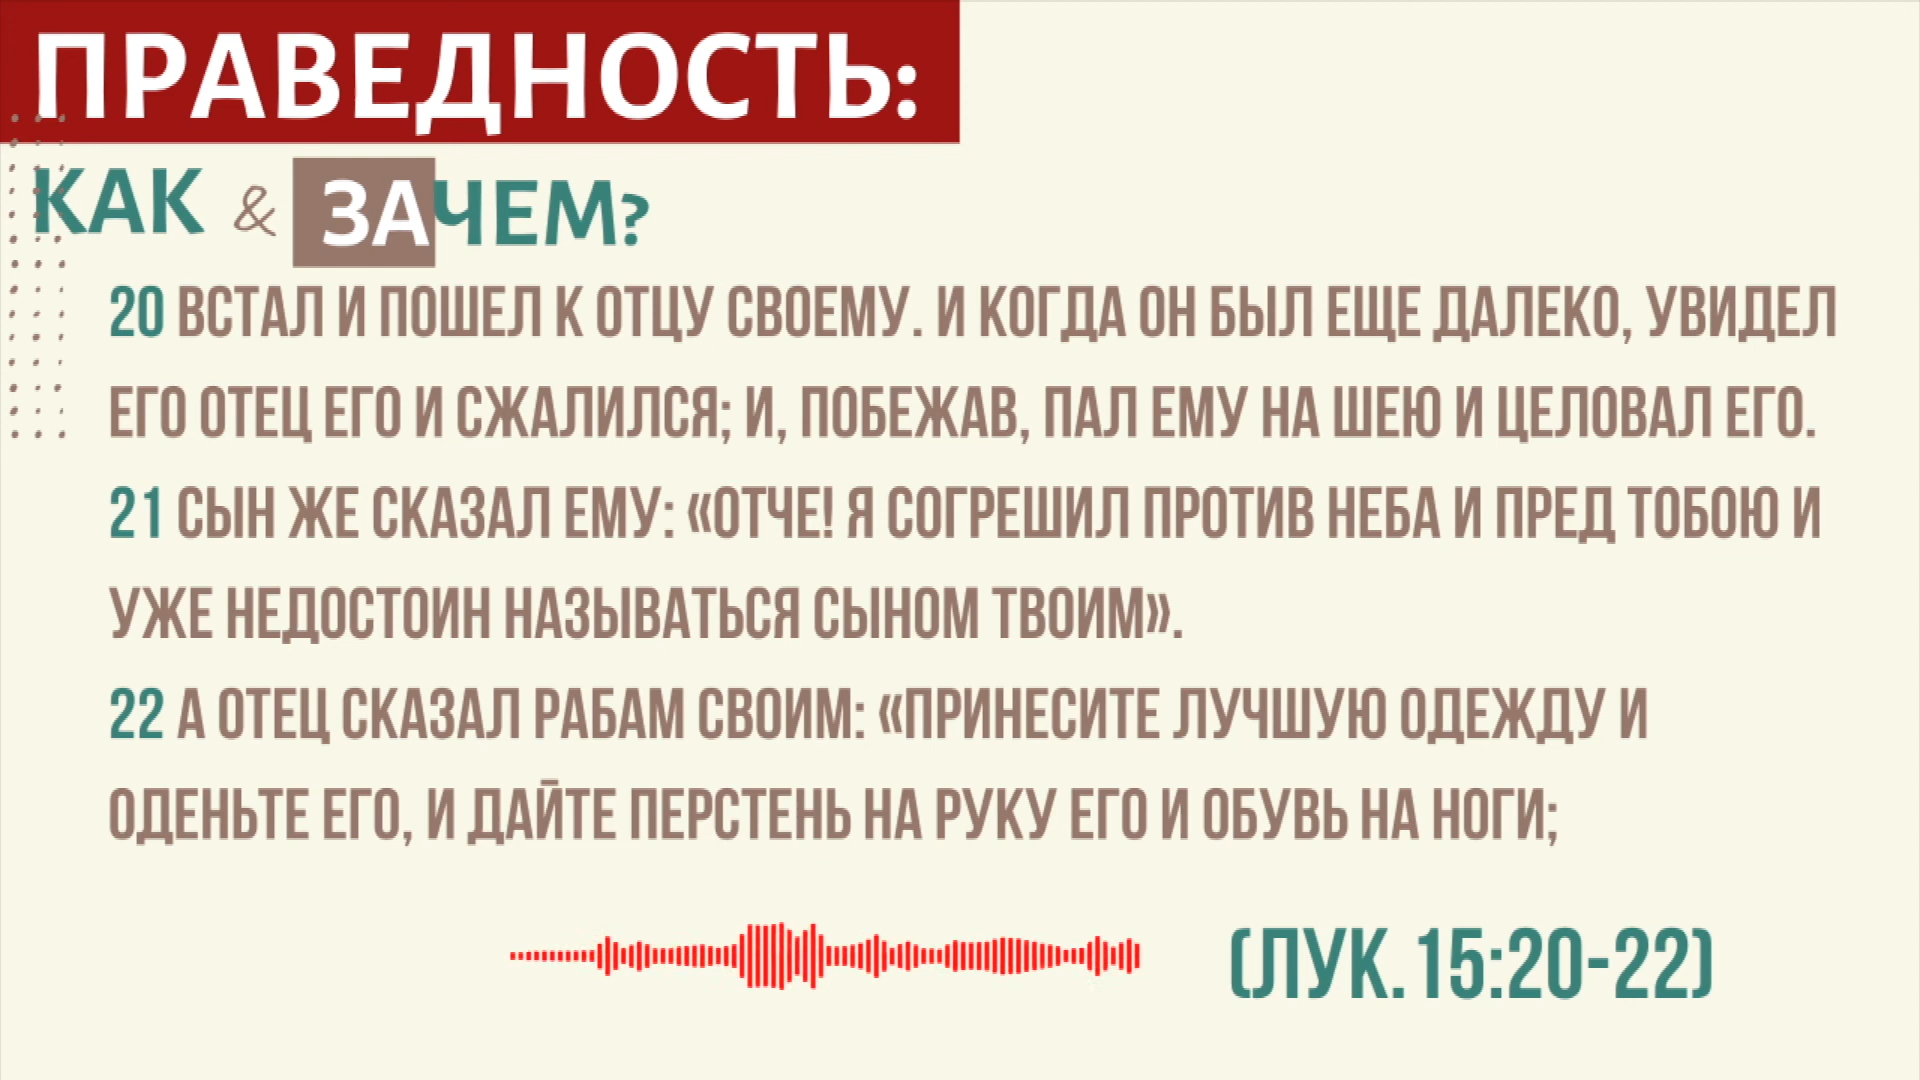 ПРАВЕДНОСТЬ:
КАК & ЗАЧЕМ?
20 ВСТАЛ И ПОШЕЛ К ОТЦУ СВОЕМУ. И КОГДА ОН БЫЛ ЕЩЕ ДАЛЕКО, УВИДЕЛ
ЕГО ОТЕЦ ЕГО И СЖАЛИЛСЯ; И, ПОБЕЖАВ, ПАЛ ЕМУ НА ШЕЮ И ЦЕЛОВАЛ ЕГО.
21 СЫН ЖЕ СКАЗАЛ ЕМУ: «ОТЧЕ! Я СОГРЕШИЛ ПРОТИВ НЕБА И ПРЕД ТОБОЮ И
УЖЕ НЕДОСТОИН НАЗЫВАТЬСЯ СЫНОМ ТВОИМ».
22 А ОТЕЦ СКАЗАЛ РАБАМ СВОИМ: «ПРИНЕСИТЕ ЛУЧШУЮ ОДЕЖДУ И
ОДЕНЬТЕ ЕГО, И ДАЙТЕ ПЕРСТЕНЬ НА РУКУ ЕГО И ОБУВЬ НА НОГИ;
(ЛУК.15:20-22)